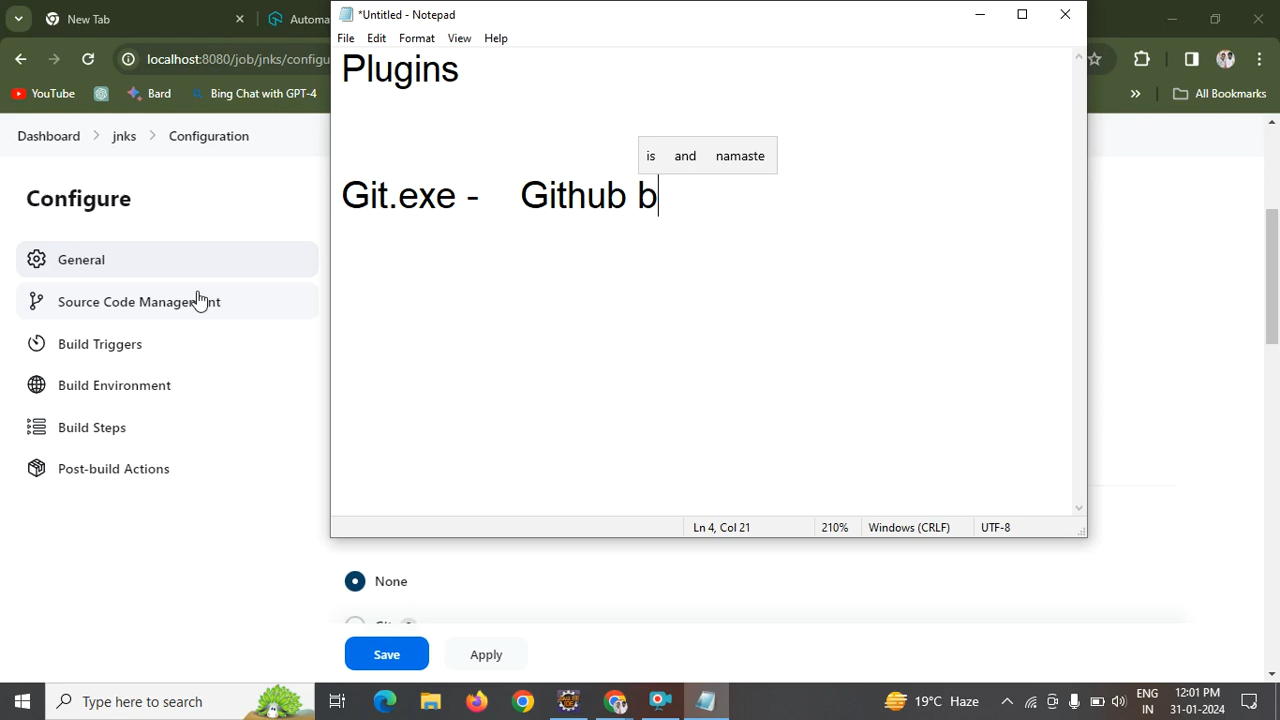 New Tab
Automa
*Untitled - Notepad
File Edit Format View Help
localhost:8080/job/jnks/configu
YouTube
Bard
Bing Chat with GPT-4
All Bookmarks
Dashboard
jnks
Configuration
Plugins
is and namaste
Git.exe - Github b
Configure
General
Source Code Management
Build Triggers
Build Environment
Build Steps
Post-build Actions
Ln 4, Col 21
210%
Windows (CRLF)
UTF-8
None
Save
Apply
Type here to search
19°C Haze
ENG
IN
12:01 PM
31-01-2024